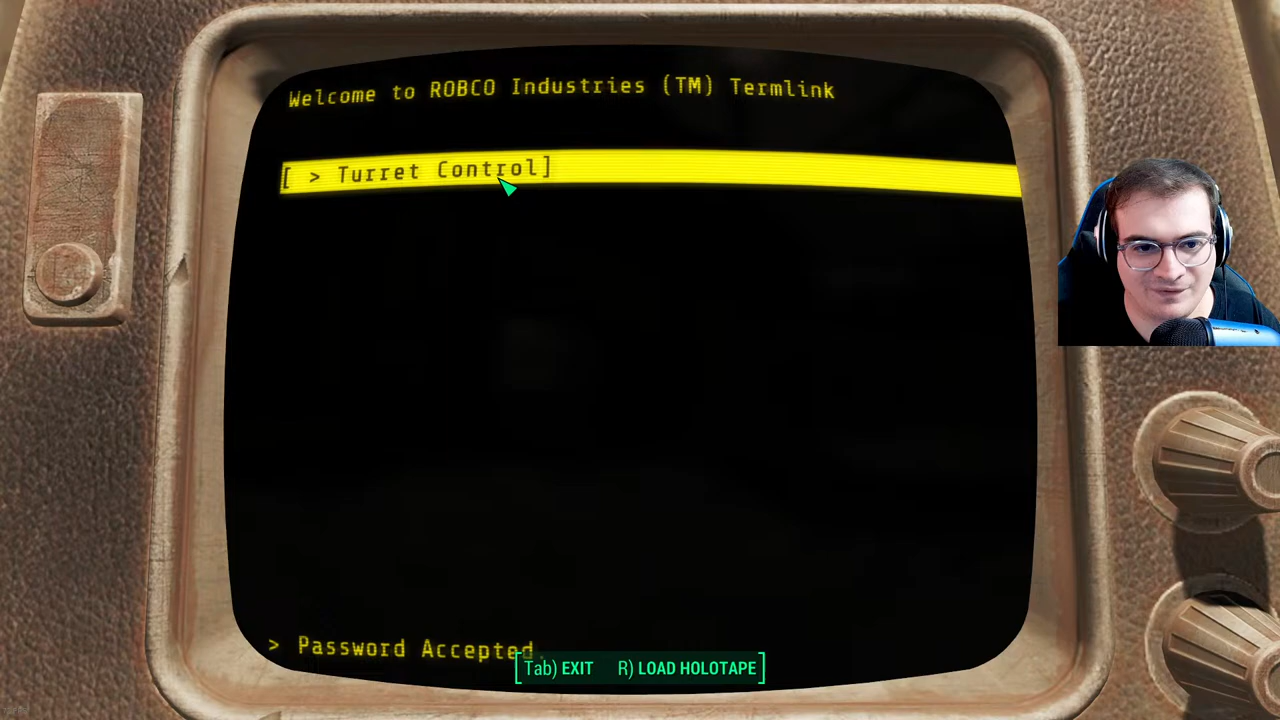 Welcome to ROBCO Industries (TM) Termlink
[ > Turret Control]
> Password Accepted.
Tab) EXIT R) LOAD HOLOTAPE